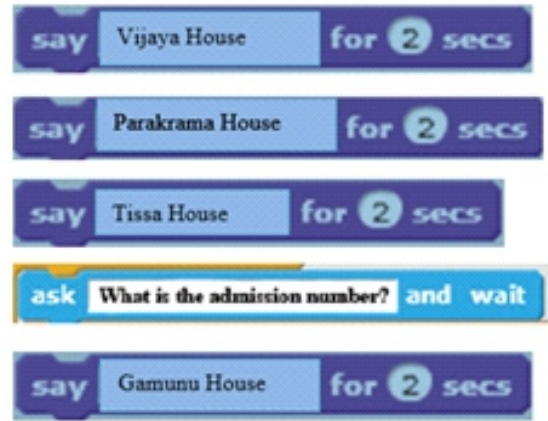 say Vijaya House for 2 secs
say Parakrama House for 2 secs
say Tissa House for 2 secs
ask What is the admission number? and wait
say Gamunu House for 2 secs